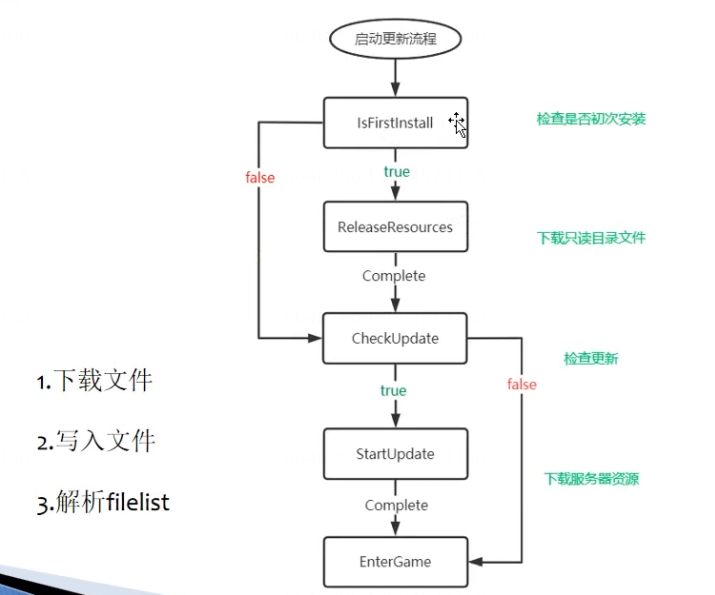 启动更新流程
IsFirstInstall
检查是否初次安装
false
true
ReleaseResources
下载只读目录文件
Complete
CheckUpdate
检查更新
1.下载文件
true
false
2.写入文件
StartUpdate
下载服务器资源
3.解析filelist
Complete
EnterGame